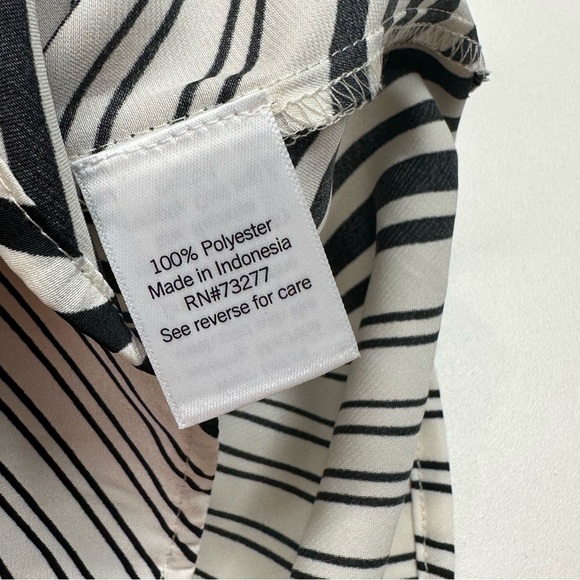 100% Polyester
Made in Indonesia
RN#73277
See reverse for care